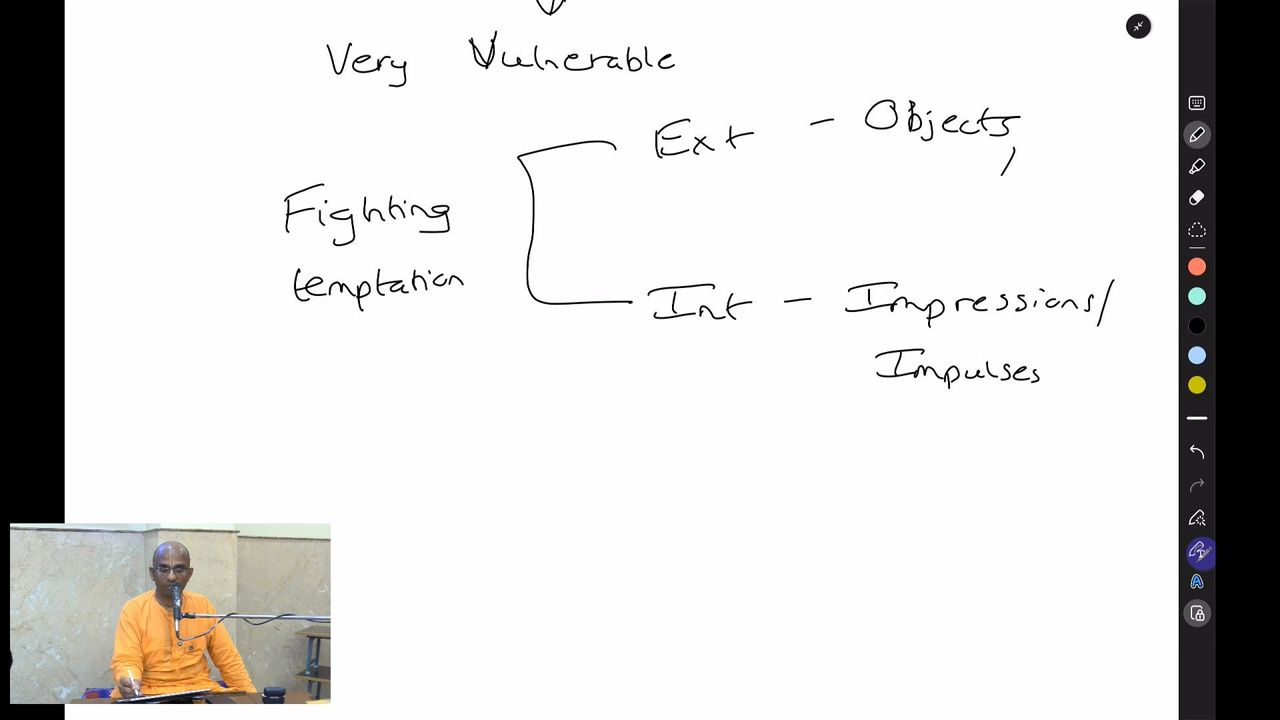 Very Vulnerable
Ext - Objects,
Fighting
temptation
Int - Impressions/
Impulses